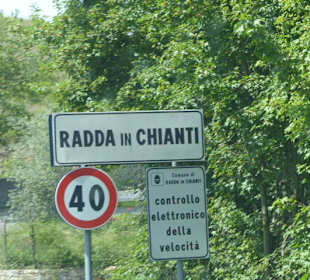 RADDA IN CHIANTI
40
Comune di
RADDA IN CHIANTI
controllo
elettronico
della
velocità